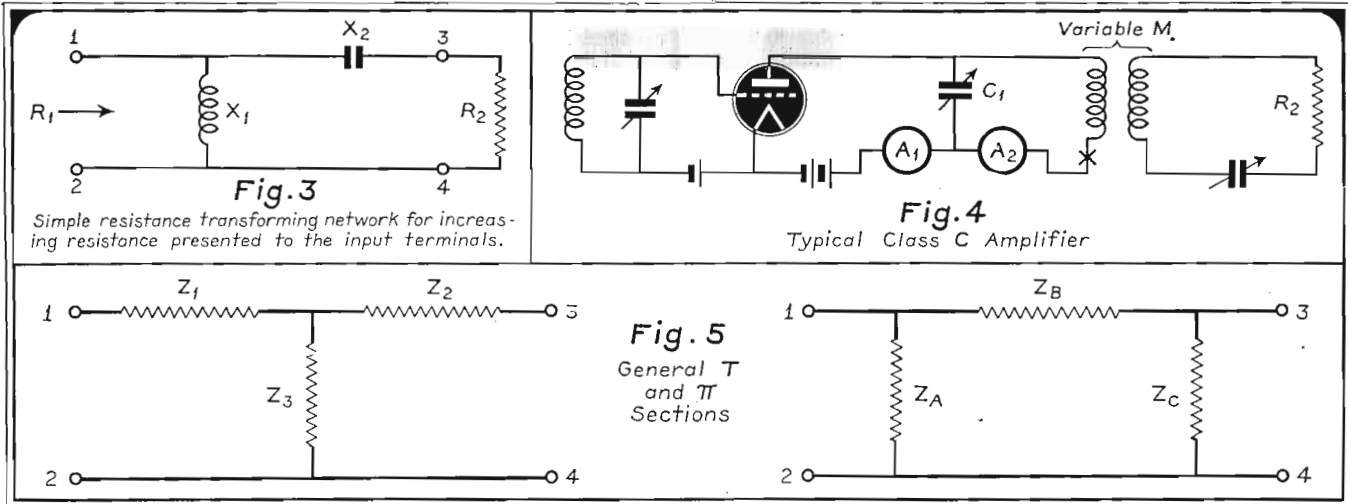 1
X2
3
R1
X1
R2
2
4
Fig.3
Simple resistance transforming network for increas-
ing resistance presented to the input terminals.
Variable M.
C1
R2
A1
A2
Fig.4
Typical Class C Amplifier
Z1
Z2
1
3
Z3
2
4
Fig. 5
General T
and π
Sections
ZB
1
3
ZA
ZC
2
4